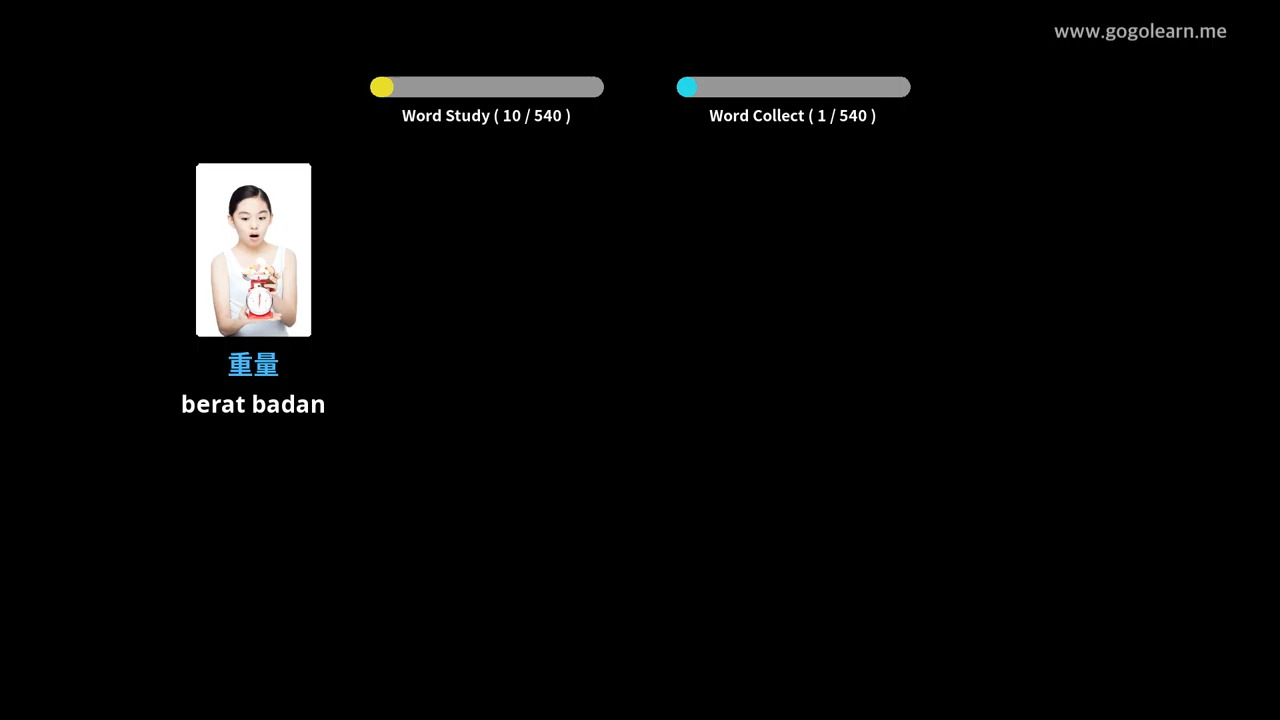 www.gogolearn.me
Word Study ( 10 / 540 )
Word Collect ( 1 / 540 )
重量
berat badan